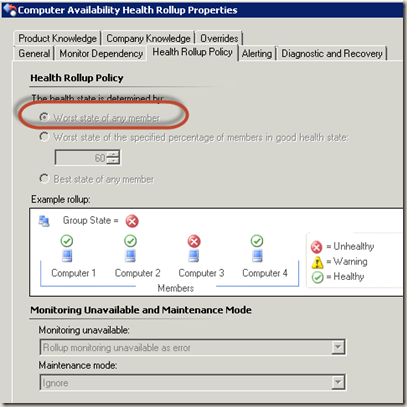 Computer Availability Health Rollup Properties
Product Knowledge Company Knowledge Overrides
General Monitor Dependency Health Rollup Policy Alerting Diagnostic and Recovery
Health Rollup Policy
The health state is determined by:
Worst state of any member
Worst state of the specified percentage of members in good health state:
60
Best state of any member
Example rollup:
Group State =
Computer 1 Computer 2 Computer 3 Computer 4
Members
= Unhealthy
= Warning
= Healthy
Monitoring Unavailable and Maintenance Mode
Monitoring unavailable:
Rollup monitoring unavailable as error
Maintenance mode:
Ignore